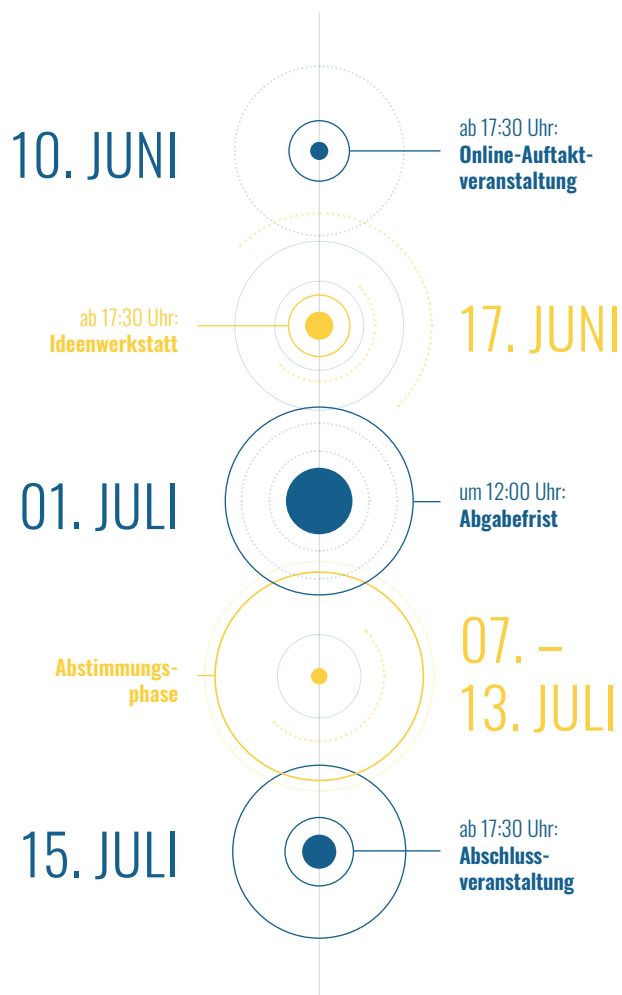 10. JUNI
ab 17:30 Uhr:
Online-Auftakt-
veranstaltung
ab 17:30 Uhr:
Ideenwerkstatt
17. JUNI
01. JULI
um 12:00 Uhr:
Abgabefrist
Abstimmungs-
phase
07. –
13. JULI
15. JULI
ab 17:30 Uhr:
Abschluss-
veranstaltung